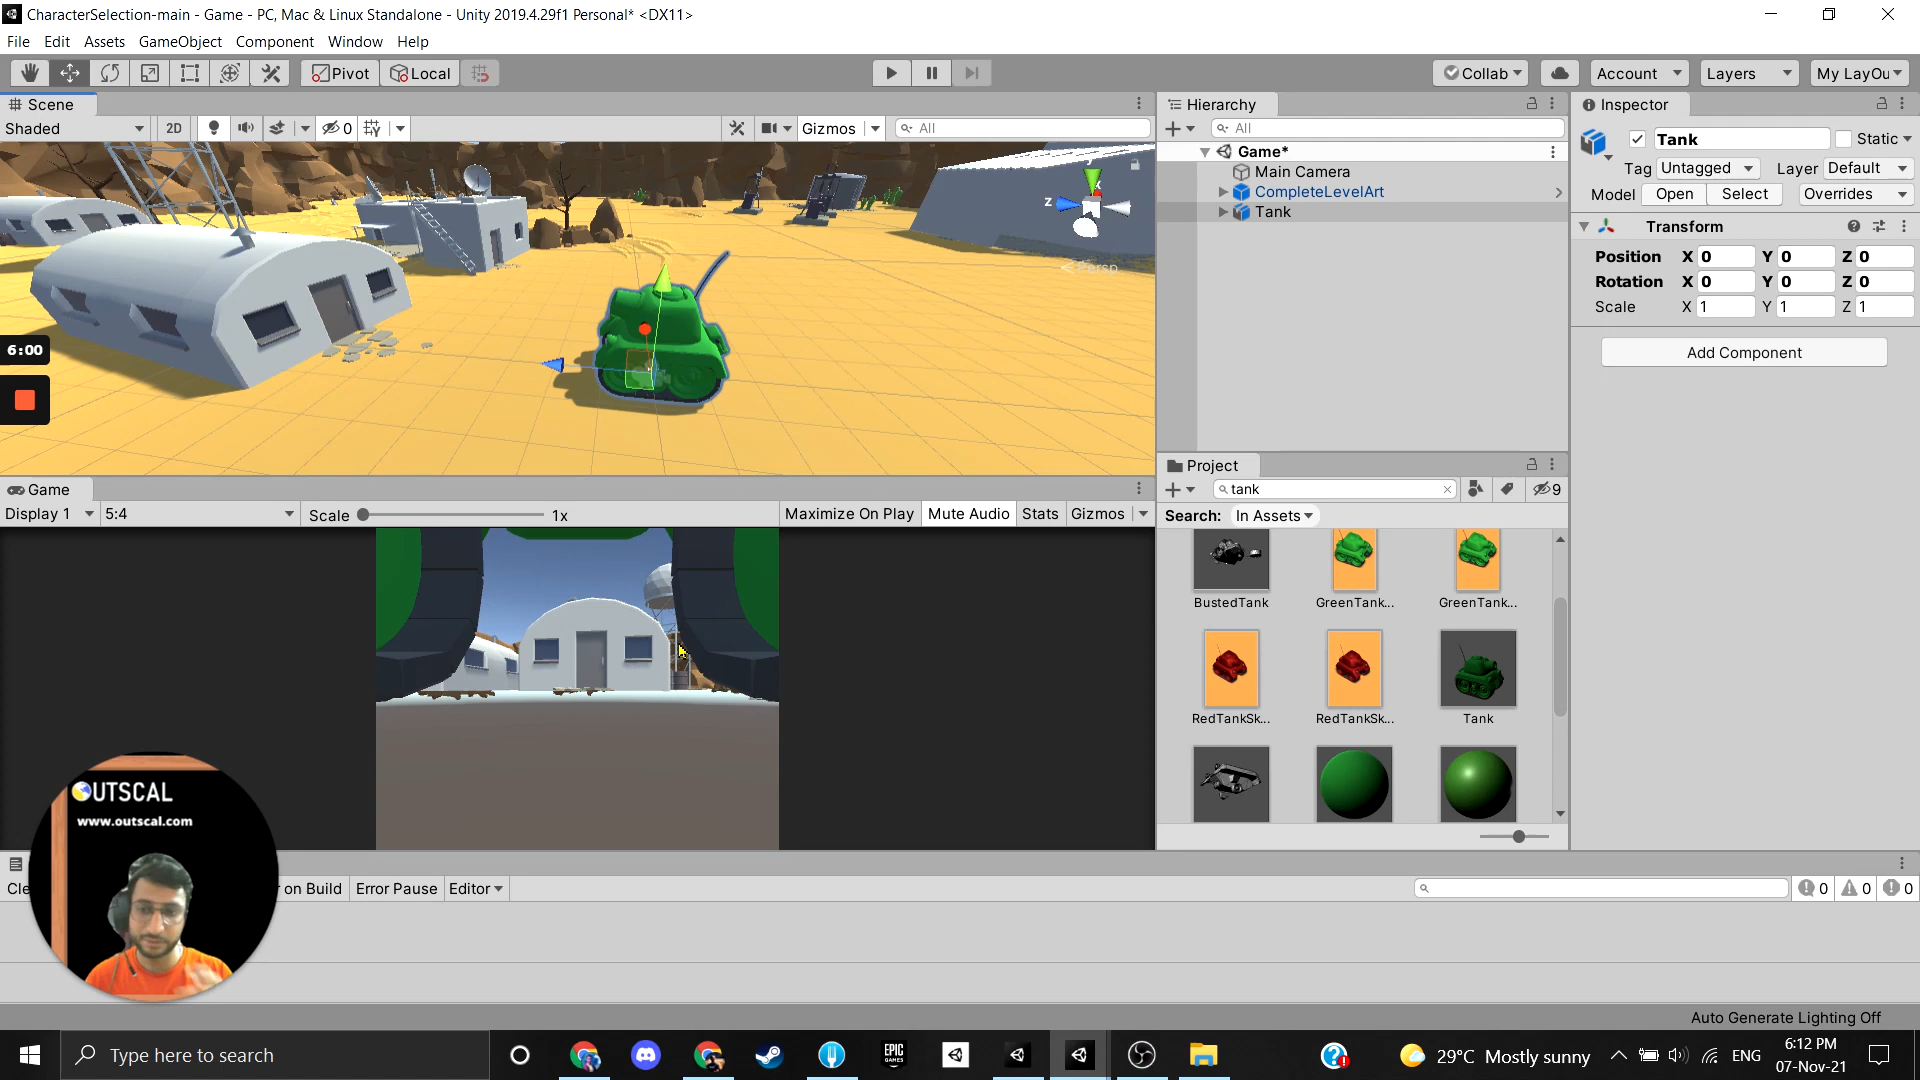 CharacterSelection-main - Game - PC, Mac & Linux Standalone - Unity 2019.4.29f1 Personal* <DX11>
File Edit Assets GameObject Component Window Help
Pivot Local Collab Account Layers My LayOu
Scene
Shaded 2D 0 Gizmos All
Persp
x
z
6:00
Game
Display 1 5:4 Scale 1x Maximize On Play Mute Audio Stats Gizmos
Hierarchy
All
Game*
Main Camera
CompleteLevelArt
Tank
Project
tank 9
Search: In Assets
BustedTank GreenTank... GreenTank...
RedTankSk... RedTankSk... Tank
Inspector
Tank Static
Tag Untagged Layer Default
Model Open Select Overrides
Transform
Position X 0 Y 0 Z 0
Rotation X 0 Y 0 Z 0
Scale X 1 Y 1 Z 1
Add Component
OUTSCAL
www.outscal.com
Cle on Build Error Pause Editor 0 0 0
Auto Generate Lighting Off
Type here to search
EPIC GAMES
29°C Mostly sunny ENG
6:12 PM
07-Nov-21